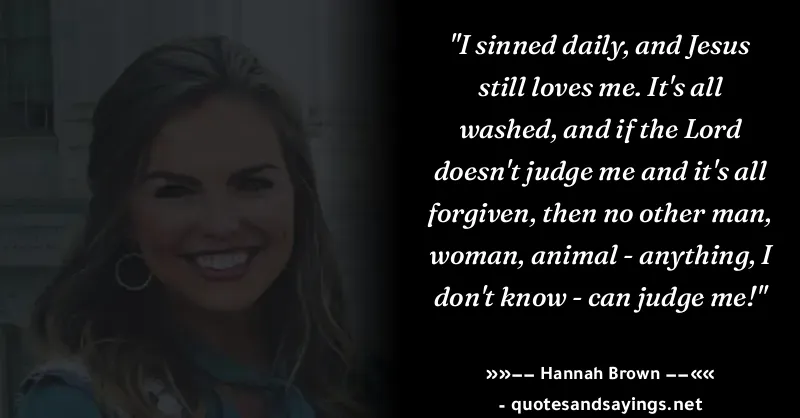 "I sinned daily, and Jesus
still loves me. It's all
washed, and if the Lord
doesn't judge me and it's all
forgiven, then no other man,
woman, animal - anything, I
don't know - can judge me!"
»»–– Hannah Brown ––««
- quotesandsayings.net